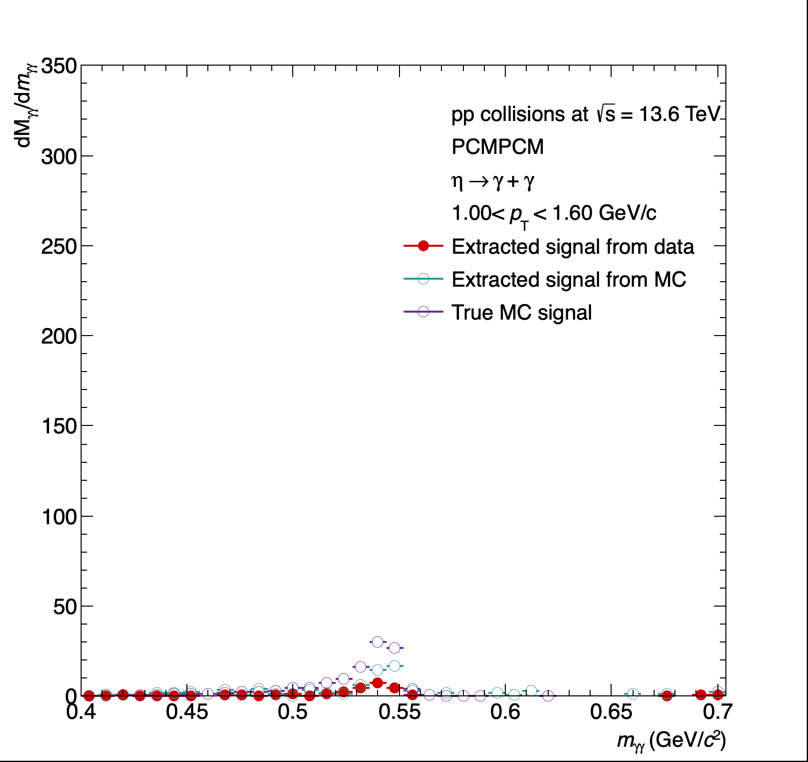 dM_γγ/dm_γγ
350
300
250
200
150
100
50
0
pp collisions at √s = 13.6 TeV
PCMPCM
η → γ + γ
1.00< p_T < 1.60 GeV/c
Extracted signal from data
Extracted signal from MC
True MC signal
0.4 0.45 0.5 0.55 0.6 0.65 0.7
m_γγ (GeV/c²)